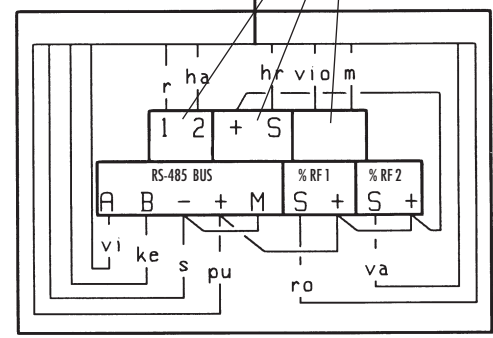 r ha hr vio m
1 2 + S
RS-485 BUS % RF1 % RF2
A B - + M S + S +
vi ke s pu ro va